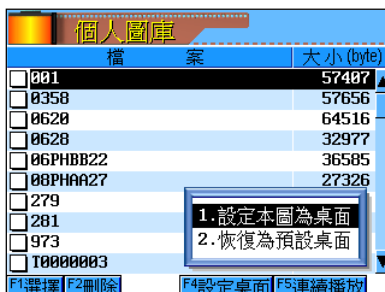 個人圖庫
檔 案 大小(byte)
001 57407
0358 57656
0620 64516
0628 32977
06PHBB22 36585
08PHAA27 27326
279
281
973
T0000003
1.設定本圖為桌面
2.恢復為預設桌面
F1選擇 F2刪除 F4設定桌面 F5連續播放